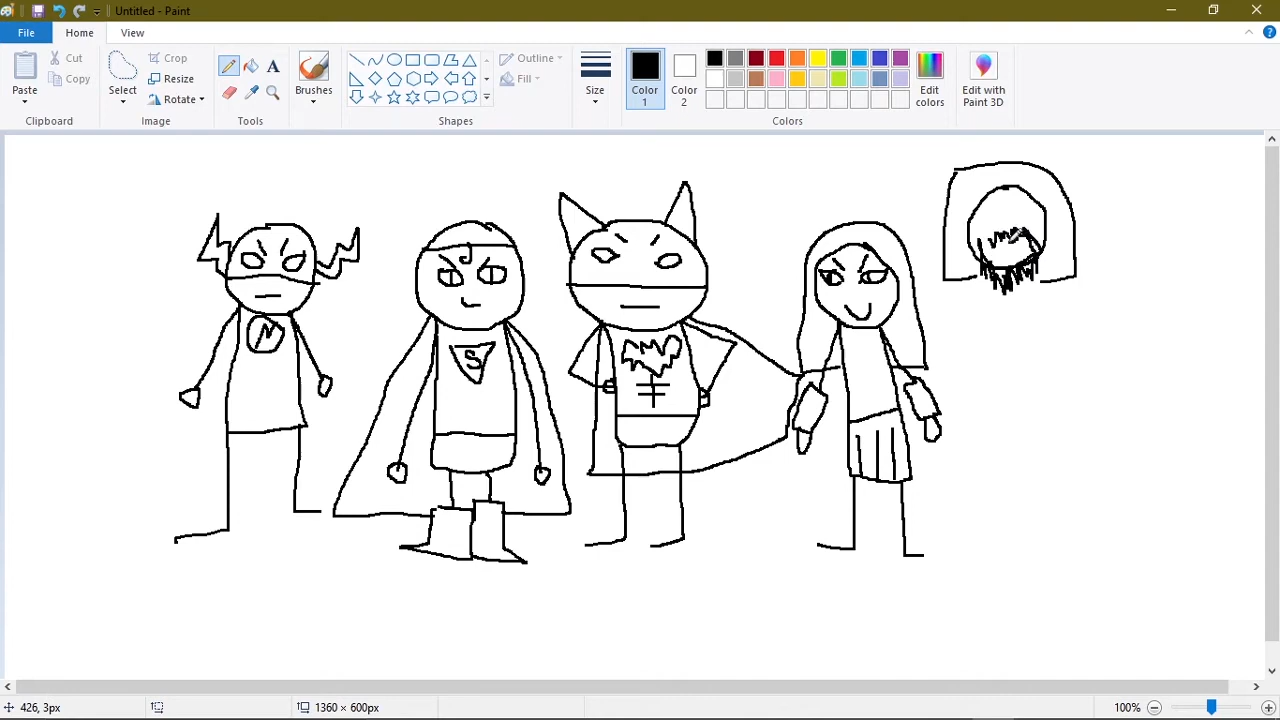 Untitled - Paint
File Home View
Paste
Cut
Copy
Clipboard
Select
Crop
Resize
Rotate
Image
A
Tools
Brushes
Outline
Fill
Shapes
Size
Color 1
Color 2
Edit colors
Colors
Edit with Paint 3D
S
426, 3px
1360 × 600px
100%